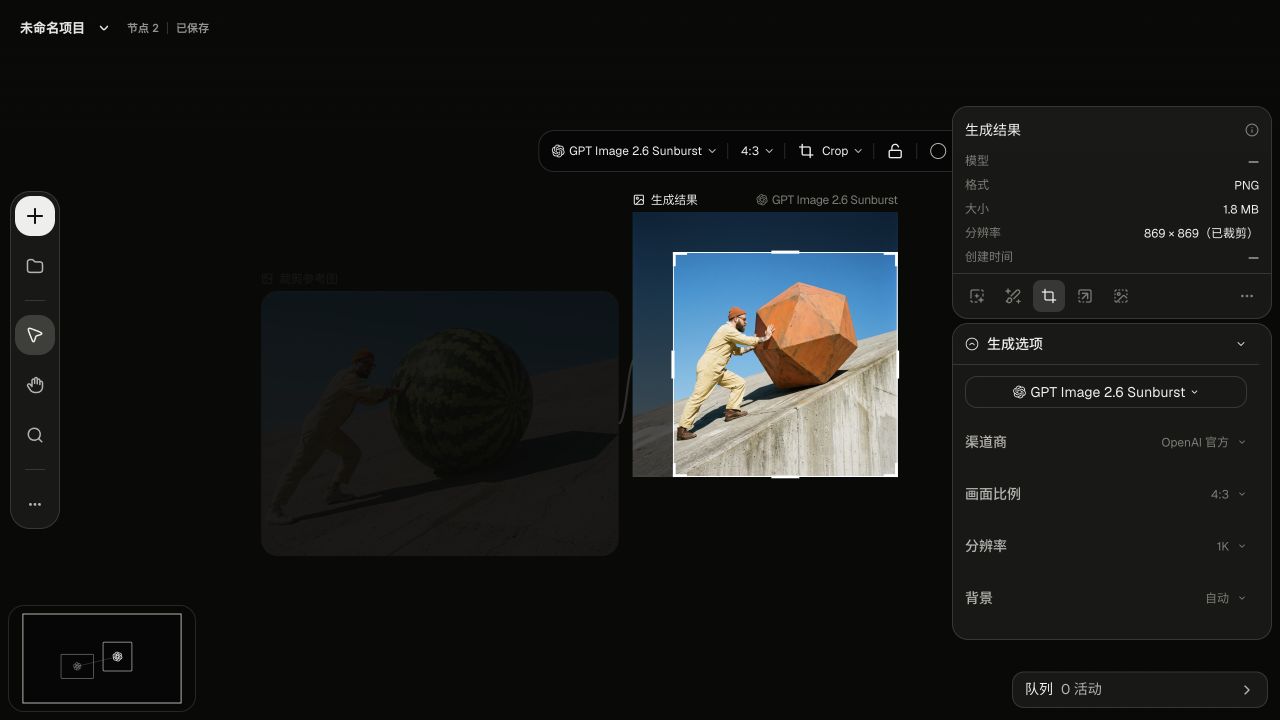 未命名项目
节点 2
已保存
GPT Image 2.6 Sunburst
4:3
Crop
生成结果
GPT Image 2.6 Sunburst
裁剪参考图
生成结果
模型 —
格式 PNG
大小 1.8 MB
分辨率 869 × 869（已裁剪）
创建时间 —
生成选项
GPT Image 2.6 Sunburst
渠道商 OpenAI 官方
画面比例 4:3
分辨率 1K
背景 自动
队列 0 活动